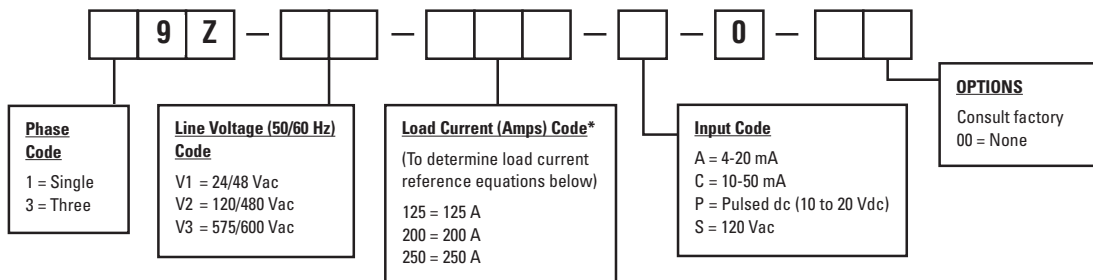 9 Z — — — — 0 —
Phase
Code
1 = Single
3 = Three
Line Voltage (50/60 Hz)
Code
V1 = 24/48 Vac
V2 = 120/480 Vac
V3 = 575/600 Vac
Load Current (Amps) Code*
(To determine load current
reference equations below)
125 = 125 A
200 = 200 A
250 = 250 A
Input Code
A = 4-20 mA
C = 10-50 mA
P = Pulsed dc (10 to 20 Vdc)
S = 120 Vac
OPTIONS
Consult factory
00 = None